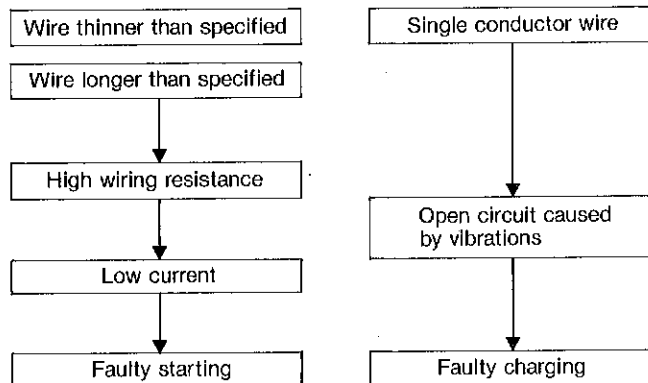 Wire thinner than specified
Wire longer than specified
High wiring resistance
Low current
Faulty starting
Single conductor wire
Open circuit caused
by vibrations
Faulty charging